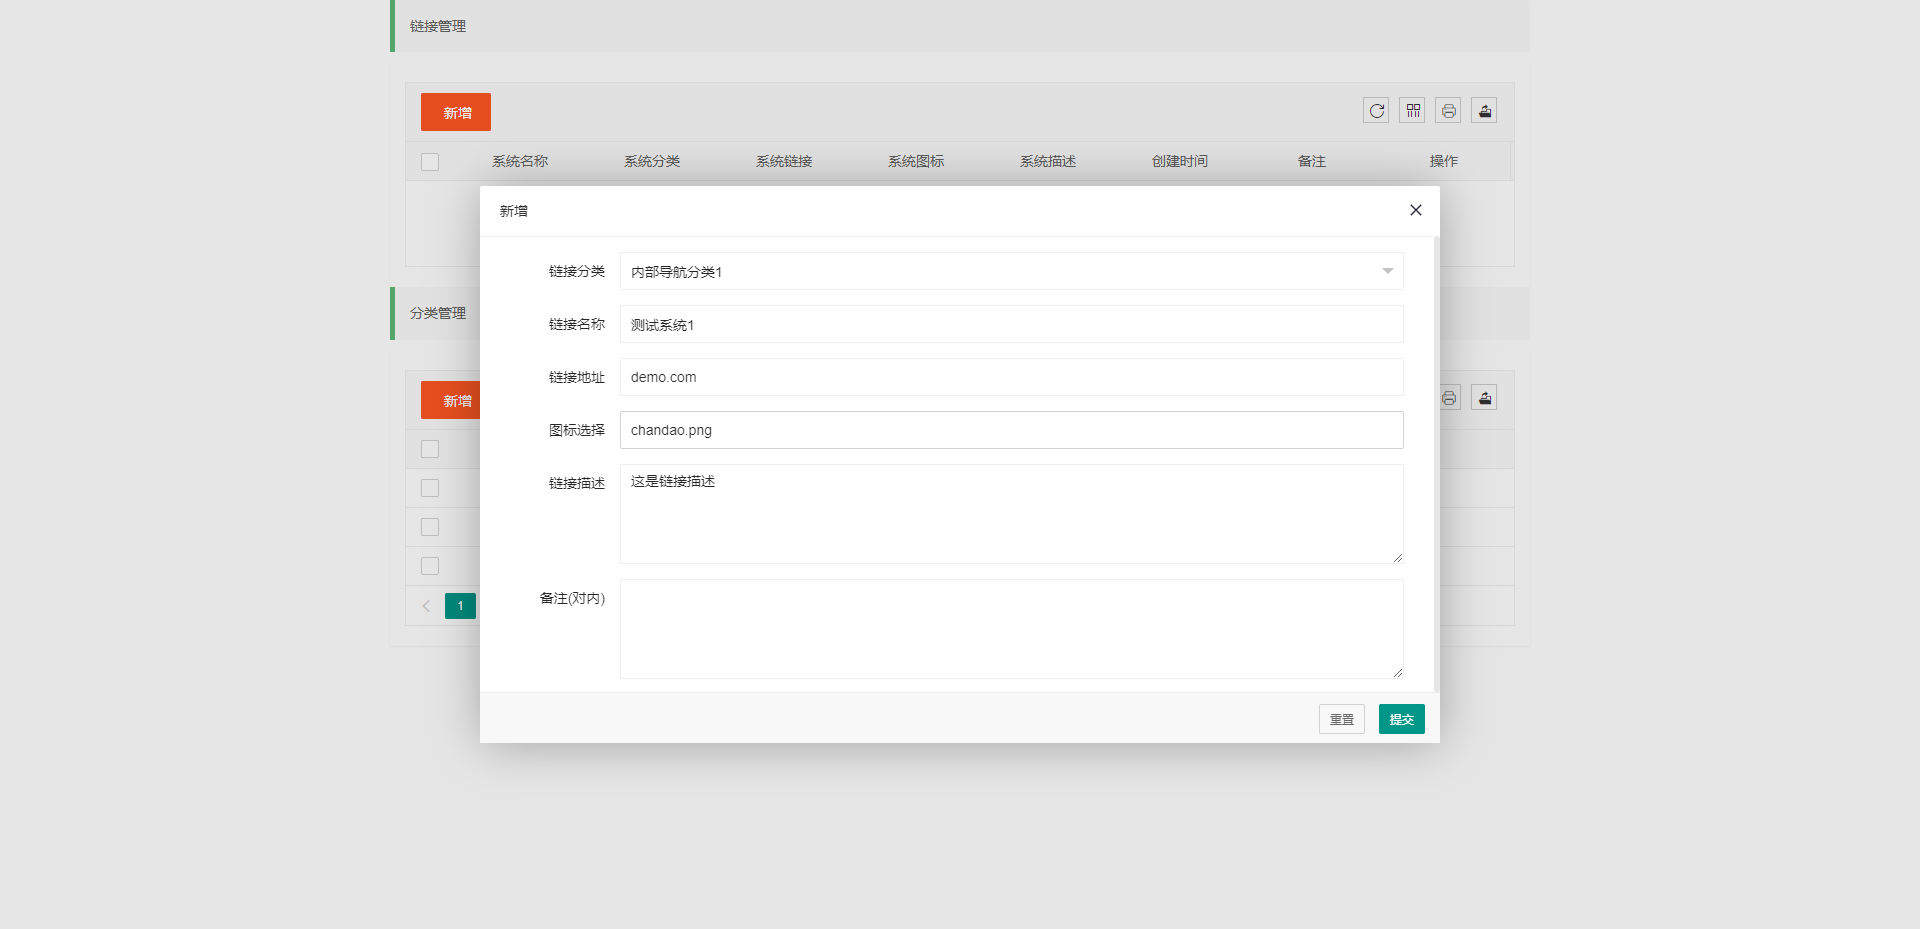 链接管理
新增
系统名称 系统分类 系统链接 系统图标 系统描述 创建时间 备注 操作
新增
链接分类 内部导航分类1
链接名称 测试系统1
链接地址 demo.com
图标选择 chandao.png
链接描述 这是链接描述
备注(对内)
重置 提交
分类管理
新增
1